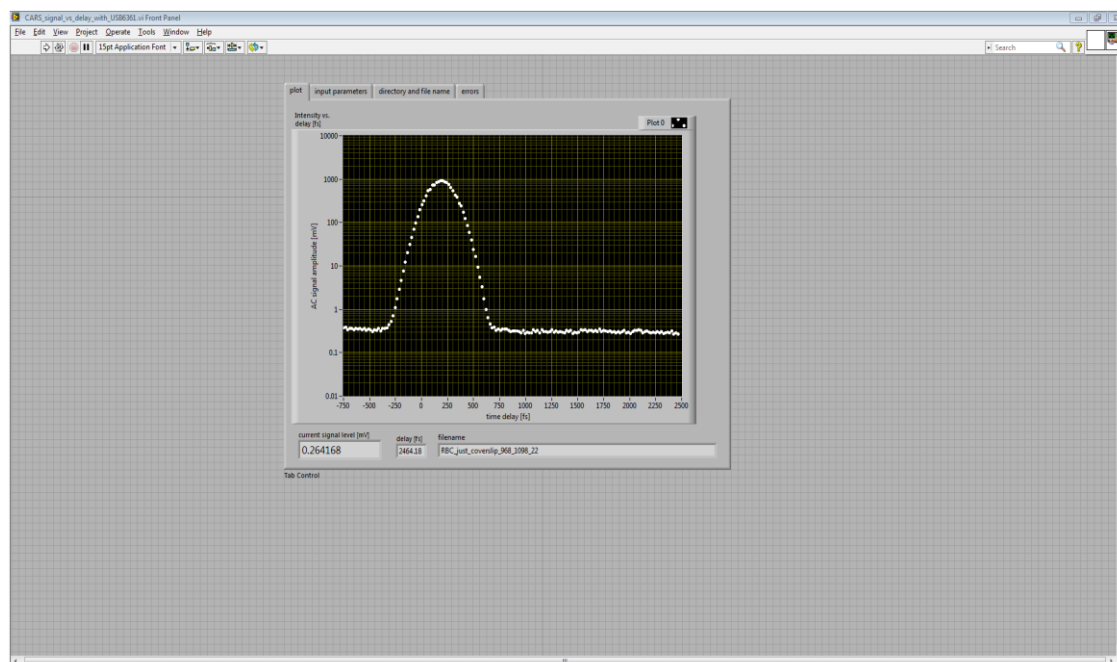 CARS_signal_vs_delay_with_USB6361.vi Front Panel
File Edit View Project Operate Tools Window Help
15pt Application Font
Search
plot input parameters directory and file name errors
Intensity vs.
delay [fs]
Plot 0
10000
1000
100
10
1
0.1
0.01
AC signal amplitude [mV]
-750 -500 -250 0 250 500 750 1000 1250 1500 1750 2000 2250 2500
time delay [fs]
current signal level [mV]
0.264168
delay [fs]
2464.18
filename
RBC_just_coverslip_968_1098_22
Tab Control